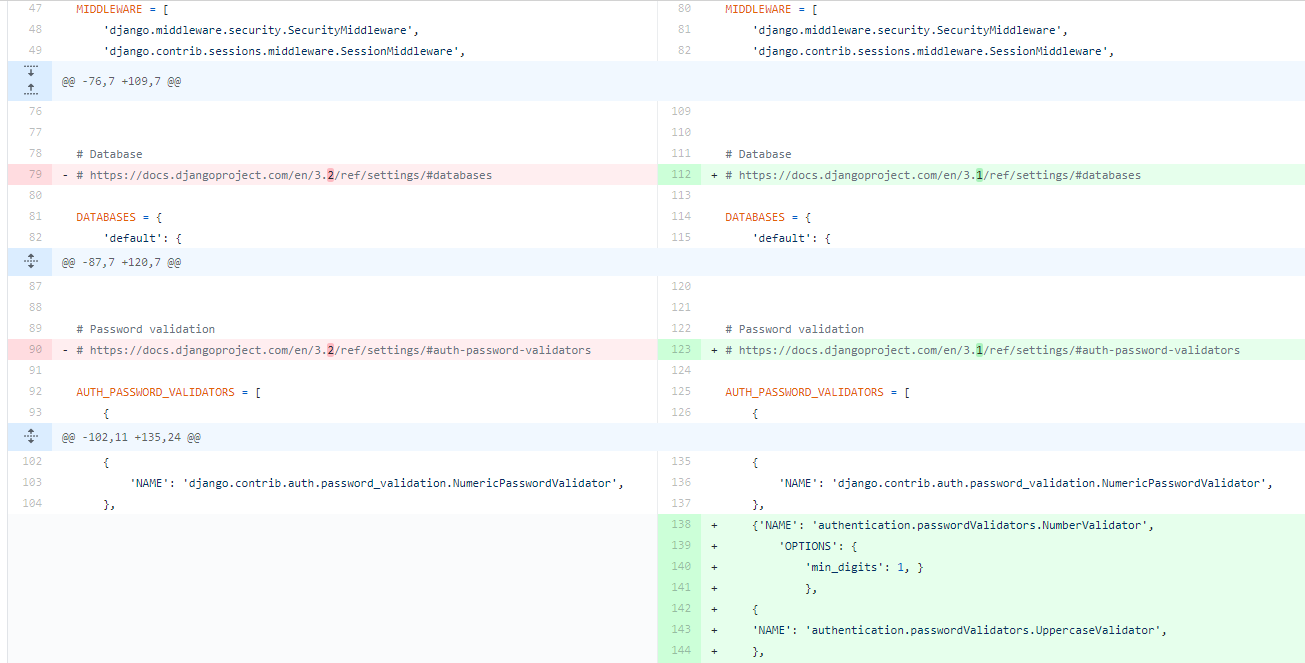 47 MIDDLEWARE = [ 80 MIDDLEWARE = [
48 'django.middleware.security.SecurityMiddleware', 81 'django.middleware.security.SecurityMiddleware',
49 'django.contrib.sessions.middleware.SessionMiddleware', 82 'django.contrib.sessions.middleware.SessionMiddleware',
@@ -76,7 +109,7 @@
76 109
77 110
78 # Database 111 # Database
79 - # https://docs.djangoproject.com/en/3.2/ref/settings/#databases 112 + # https://docs.djangoproject.com/en/3.1/ref/settings/#databases
80 113
81 DATABASES = { 114 DATABASES = {
82 'default': { 115 'default': {
@@ -87,7 +120,7 @@
87 120
88 121
89 # Password validation 122 # Password validation
90 - # https://docs.djangoproject.com/en/3.2/ref/settings/#auth-password-validators 123 + # https://docs.djangoproject.com/en/3.1/ref/settings/#auth-password-validators
91 124
92 AUTH_PASSWORD_VALIDATORS = [ 125 AUTH_PASSWORD_VALIDATORS = [
93 { 126 {
@@ -102,11 +135,24 @@
102 { 135 {
103 'NAME': 'django.contrib.auth.password_validation.NumericPasswordValidator', 136 'NAME': 'django.contrib.auth.password_validation.NumericPasswordValidator',
104 }, 137 },
138 + {'NAME': 'authentication.passwordValidators.NumberValidator',
139 + 'OPTIONS': {
140 + 'min_digits': 1, }
141 + },
142 + {
143 + 'NAME': 'authentication.passwordValidators.UppercaseValidator',
144 + },